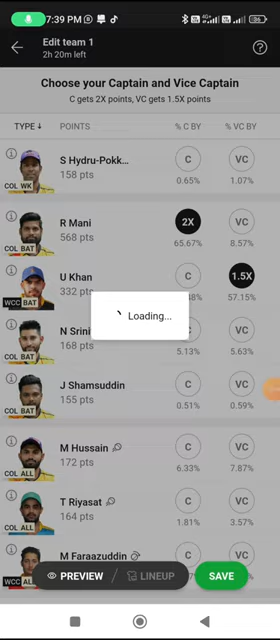 7:39 PM
4G+
Edit team 1
2h 20m left
Choose your Captain and Vice Captain
C gets 2X points, VC gets 1.5X points
TYPE ↓ POINTS % C BY % VC BY
S Hydru-Pokk...
158 pts
C
VC
COL WK
0.65%
1.07%
R Mani
568 pts
2X
VC
COL BAT
65.67%
8.57%
U Khan
332 pts
C
1.5X
WCC BAT
57.15%
Loading...
N Srini
168 pts
C
VC
COL BAT
5.13%
5.63%
J Shamsuddin
155 pts
C
VC
COL BAT
0.51%
0.59%
M Hussain
172 pts
C
VC
COL ALL
6.33%
7.87%
T Riyasat
164 pts
C
VC
COL ALL
1.81%
3.57%
M Faraazuddin
C
VC
WCC ALL
PREVIEW
LINEUP
SAVE